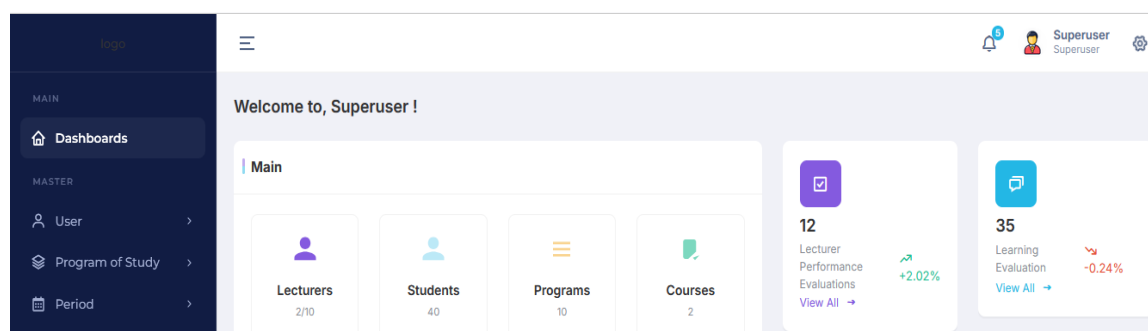 logo
5
Superuser
Superuser
MAIN
Welcome to, Superuser !
Dashboards
Main
MASTER
User
Program of Study
Period
Lecturers
2/10
Students
40
Programs
10
Courses
2
12
Lecturer
Performance
Evaluations
+2.02%
View All
35
Learning
Evaluation
-0.24%
View All